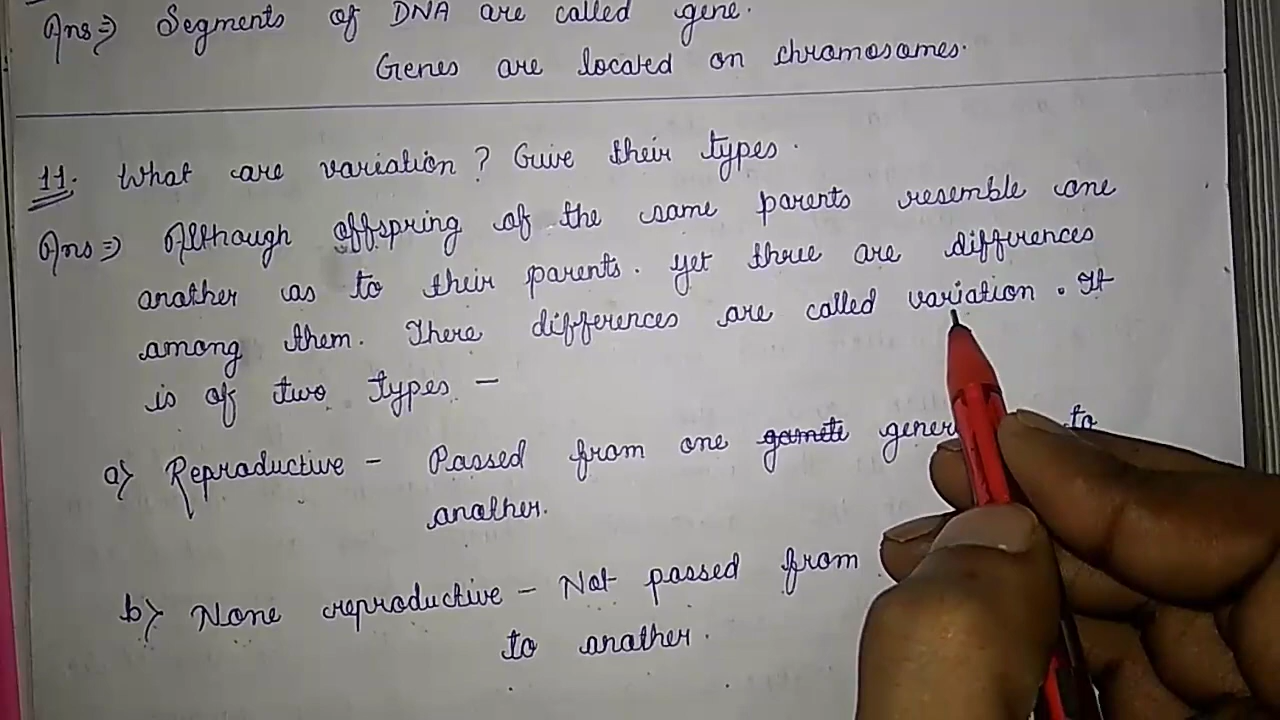 Ans⇒ Segments of DNA are called gene.
Genes are located on chromosomes.
11. What are variation? Give their types.
Ans⇒ Although offspring of the same parents resemble one
another as to their parents. yet three are differences
among them. There differences are called variation. It
is of two types -
a) Reproductive - Passed from one gamete to
another.
b) None reproductive - Not passed from
to another.